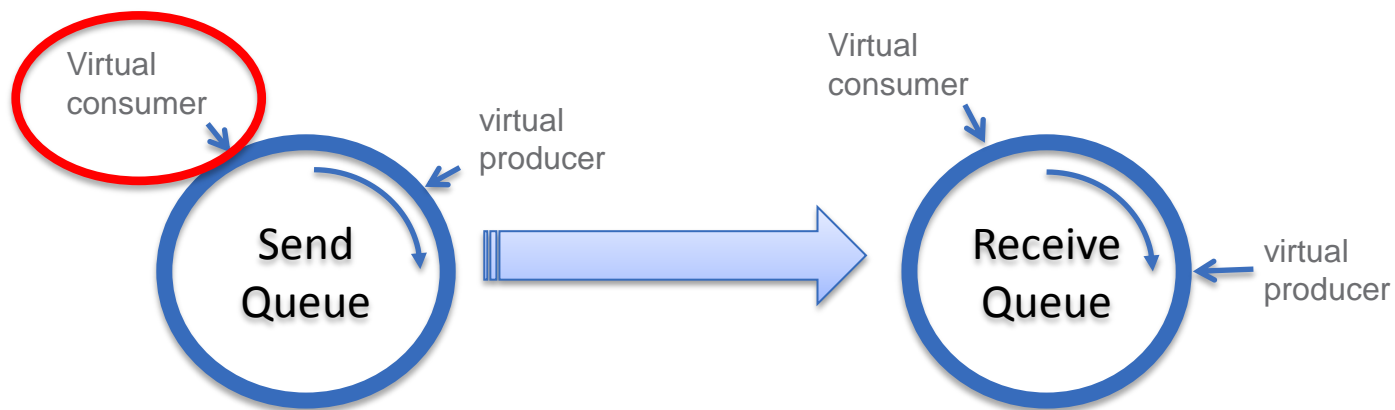 Virtual
consumer
virtual
producer
Send
Queue
Virtual
consumer
Receive
Queue
virtual
producer